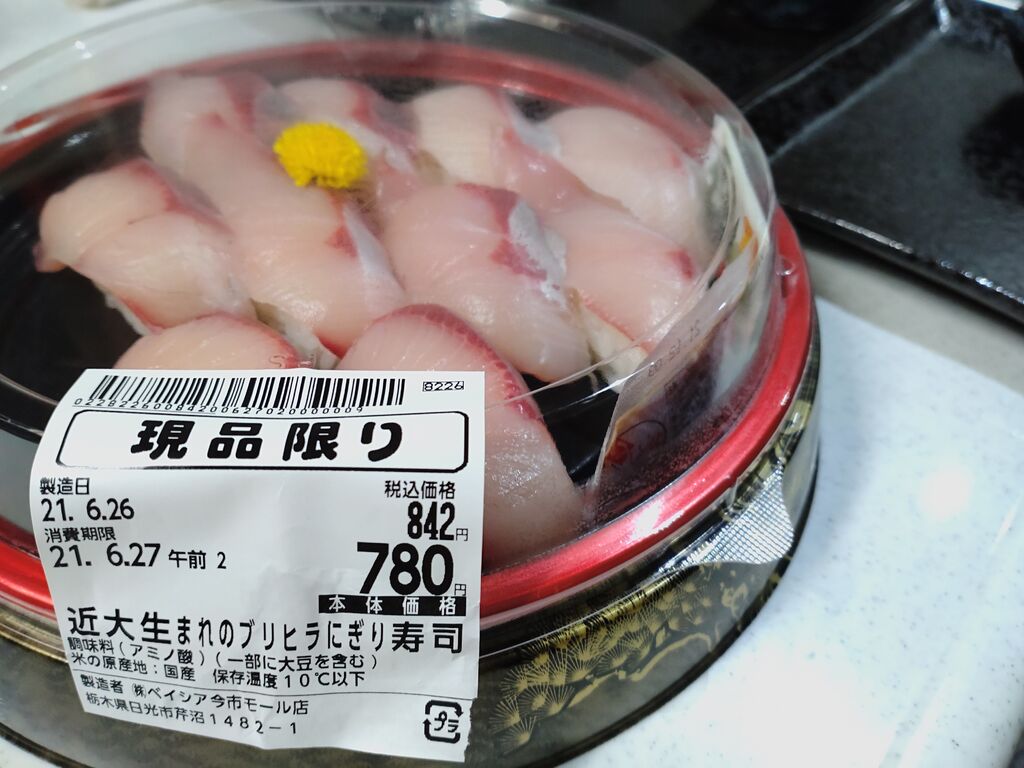 8226
0228226008420062702000000009
現品限り
製造日
21. 6.26
税込価格
842円
消費期限
21. 6.27 午前 2
780円
本体価格
近大生まれのブリヒラにぎり寿司
調味料(アミノ酸)(一部に大豆を含む)
米の原産地:国産 保存温度10℃以下
製造者 ㈱ベイシア今市モール店
栃木県日光市芹沼1482-1
プラ